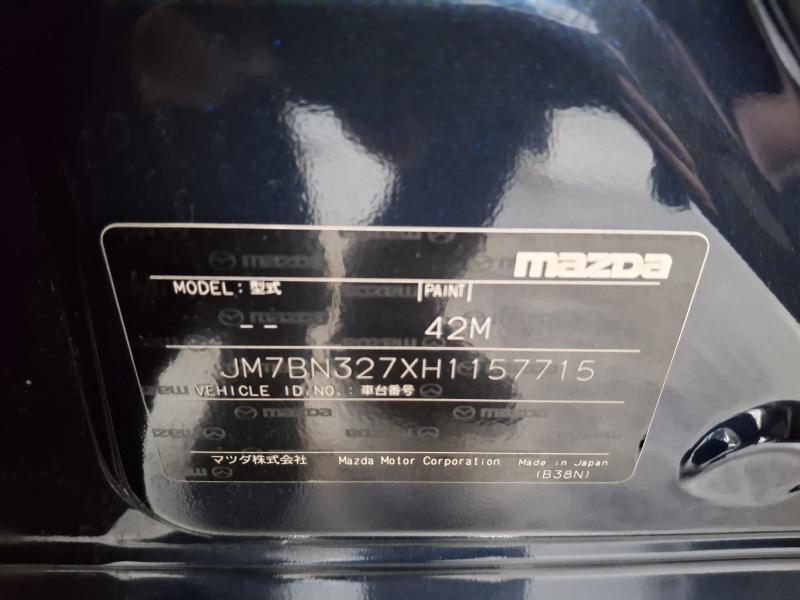 mazda
MODEL: 型式 PAINT
-- 42M
JM7BN327XH1157715
VEHICLE ID.NO.: 車台番号
マツダ株式会社 Mazda Motor Corporation Made in Japan
(B38N)